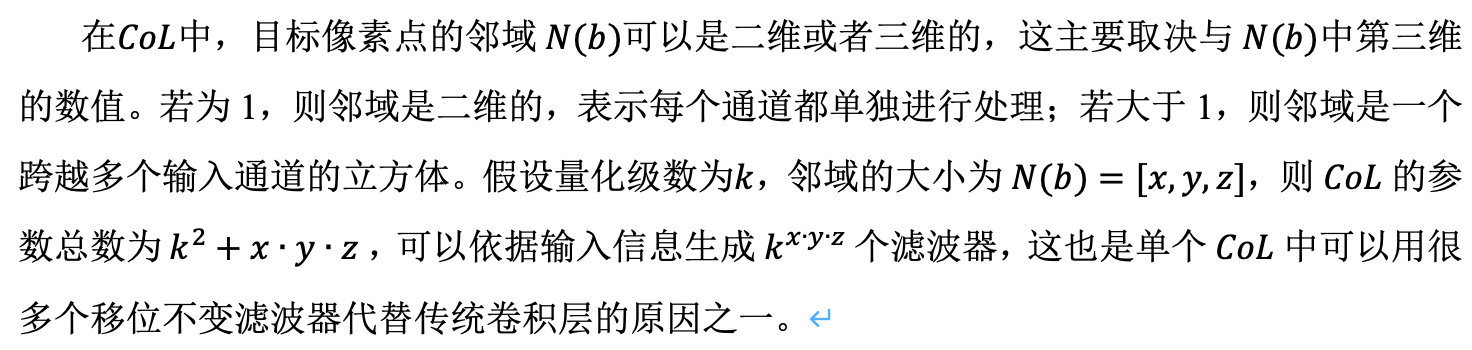 在CoL中，目标像素点的邻域 N(b)可以是二维或者三维的，这主要取决与 N(b)中第三维
的数值。若为 1，则邻域是二维的，表示每个通道都单独进行处理；若大于 1，则邻域是一个
跨越多个输入通道的立方体。假设量化级数为k，邻域的大小为 N(b) = [x, y, z]，则 CoL 的参
数总数为 k² + x · y · z ，可以依据输入信息生成 k^{x·y·z} 个滤波器，这也是单个 CoL 中可以用很
多个移位不变滤波器代替传统卷积层的原因之一。↵